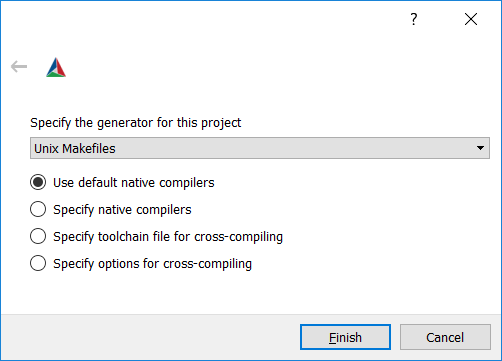 ?
Specify the generator for this project
Unix Makefiles
Use default native compilers
Specify native compilers
Specify toolchain file for cross-compiling
Specify options for cross-compiling
Finish
Cancel